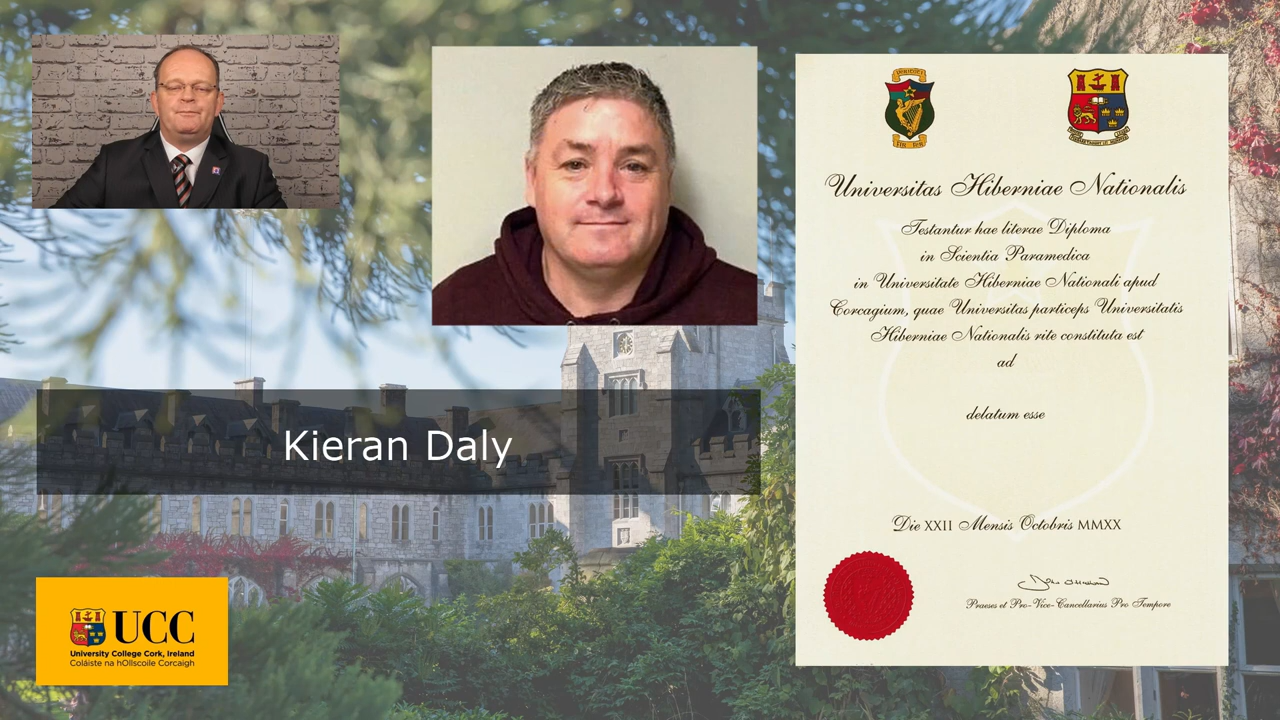 Kieran Daly
UCC
University College Cork, Ireland
Coláiste na hOllscoile Corcaigh
Universitas Hiberniae Nationalis
Testantur hae literae Diploma
in Scientia Paramedica
in Universitate Hiberniae Nationali apud
Corcagium, quae Universitas particeps Universitatis
Hiberniae Nationalis rite constituta est
ad
delatum esse
Die XXII Mensis Octobris MMXX
Praeses et Pro-Vice-Cancellarius Pro Tempore